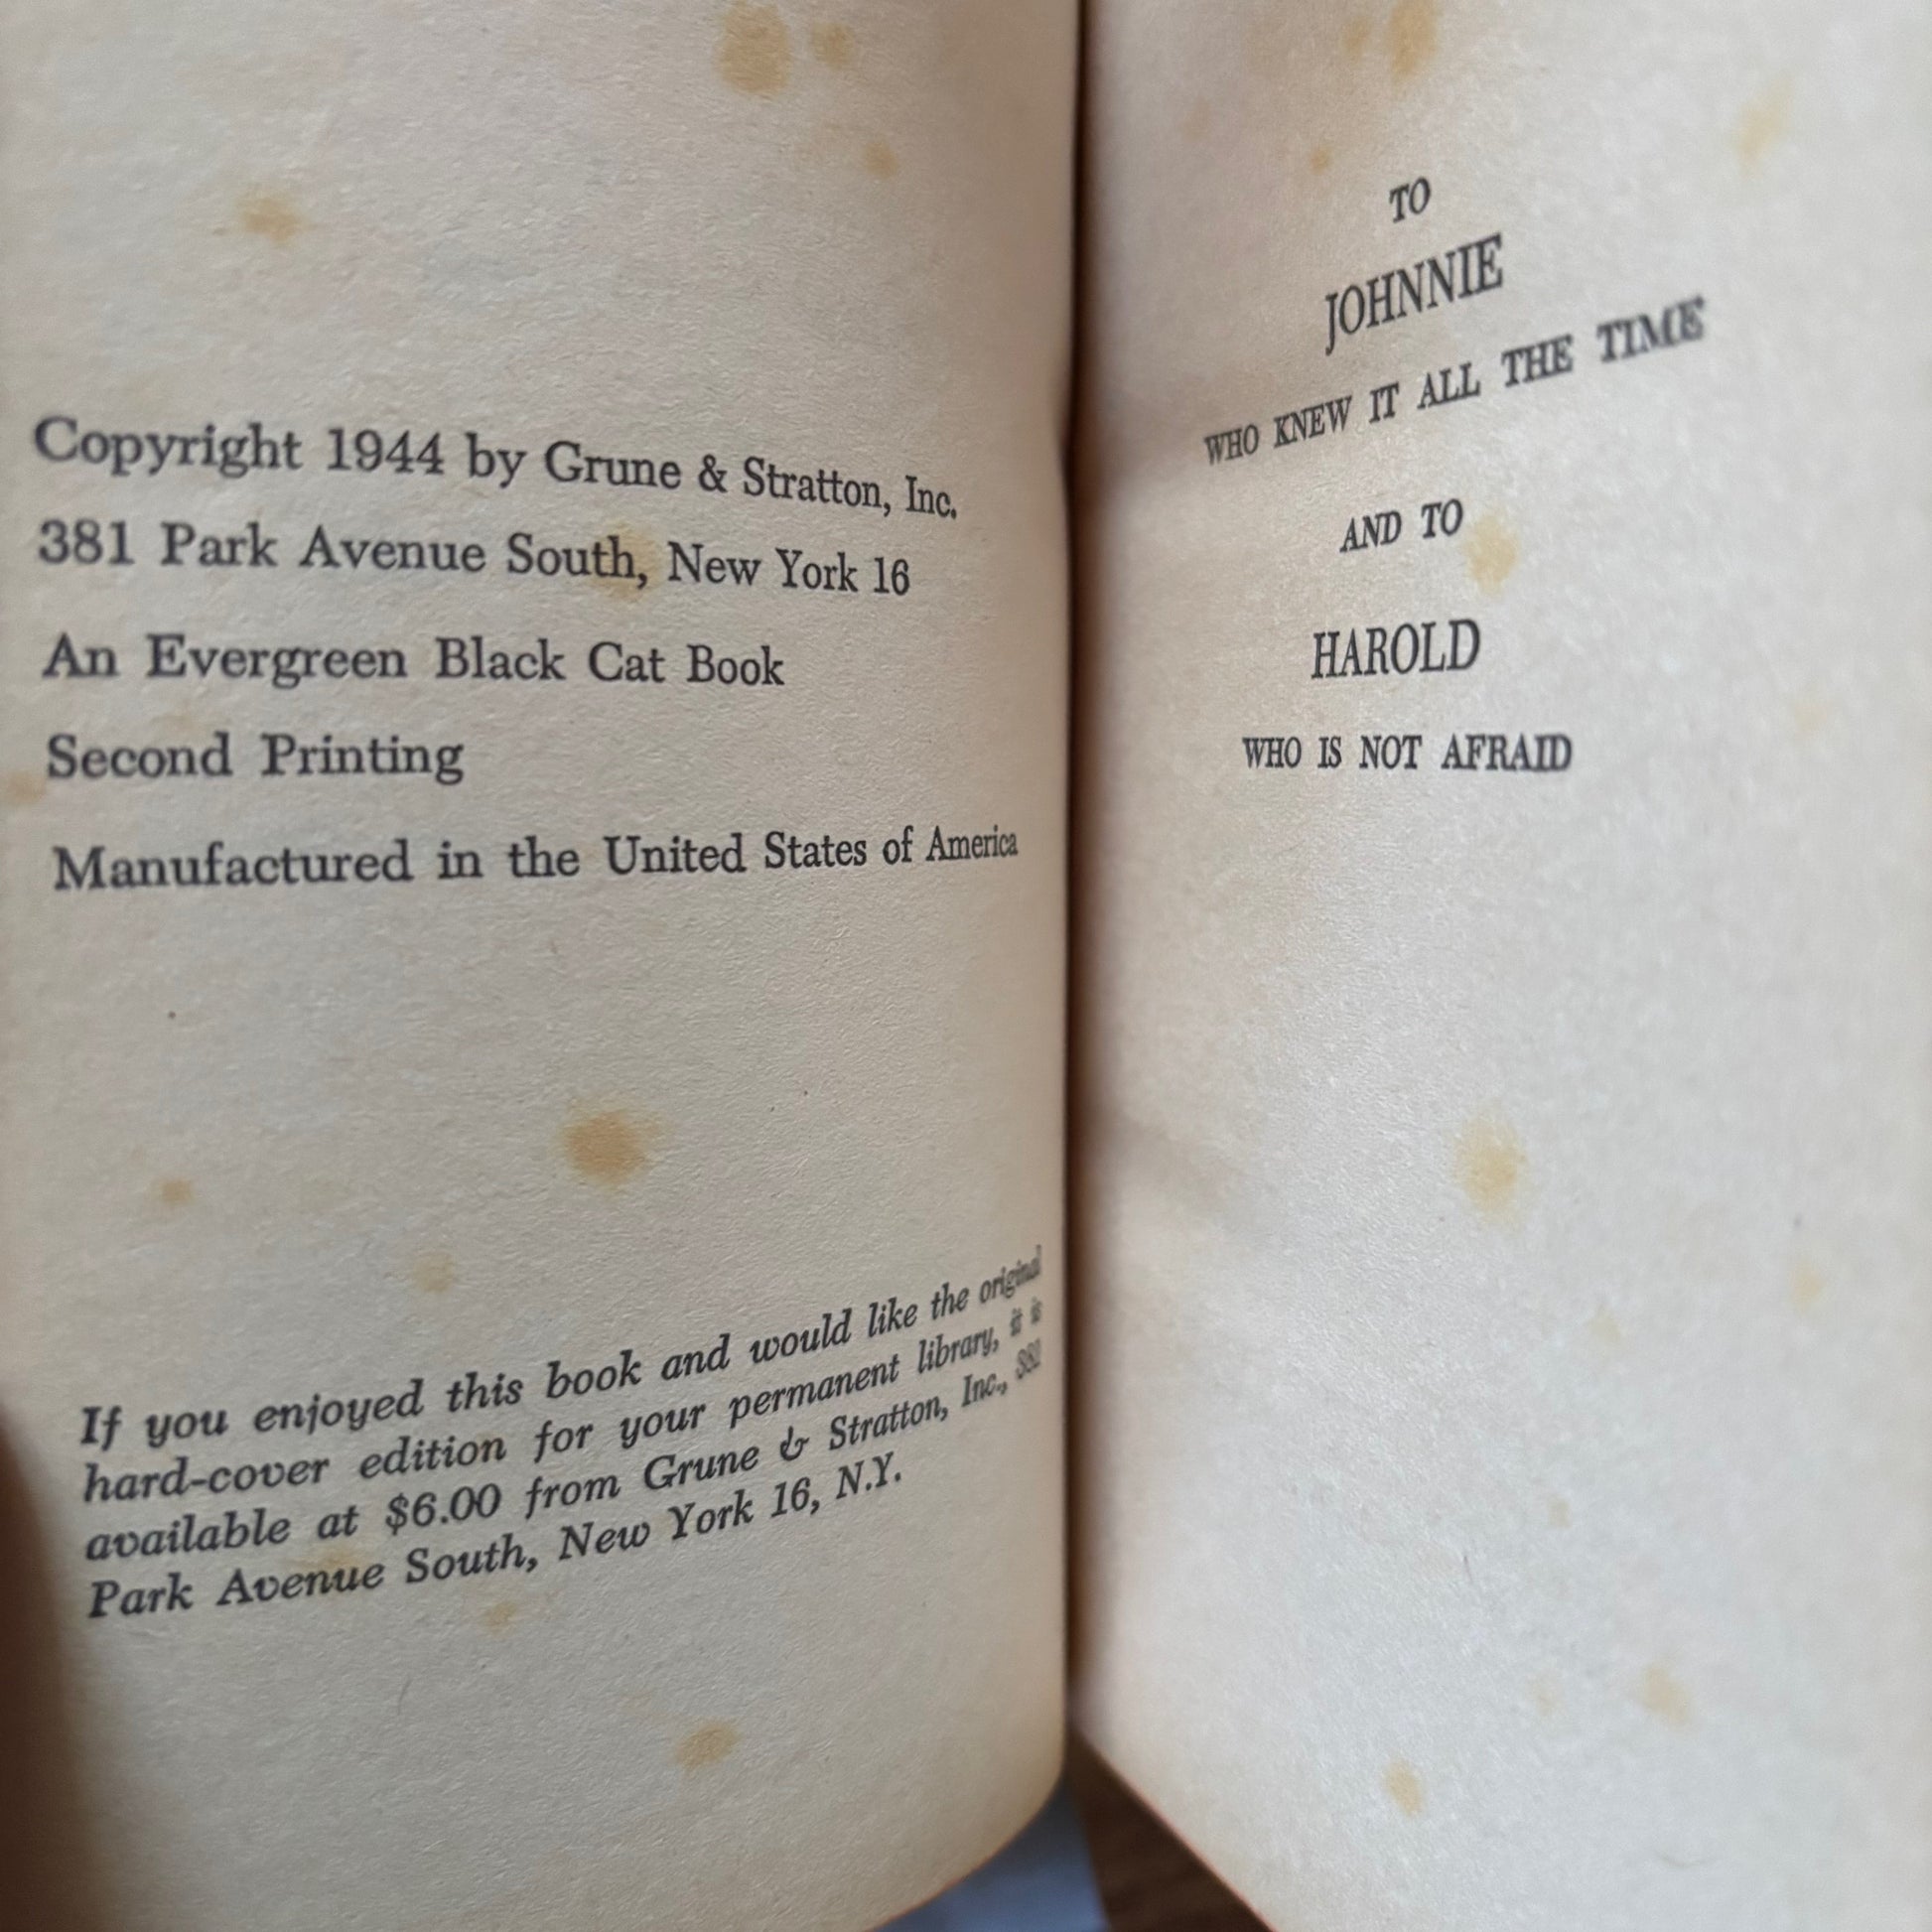 Copyright 1944 by Grune & Stratton, Inc.
381 Park Avenue South, New York 16
An Evergreen Black Cat Book
Second Printing
Manufactured in the United States of America
If you enjoyed this book and would like the original
hard-cover edition for your permanent library, it is
available at $6.00 from Grune & Stratton, Inc., 381
Park Avenue South, New York 16, N.Y.
TO
JOHNNIE
WHO KNEW IT ALL THE TIME
AND TO
HAROLD
WHO IS NOT AFRAID